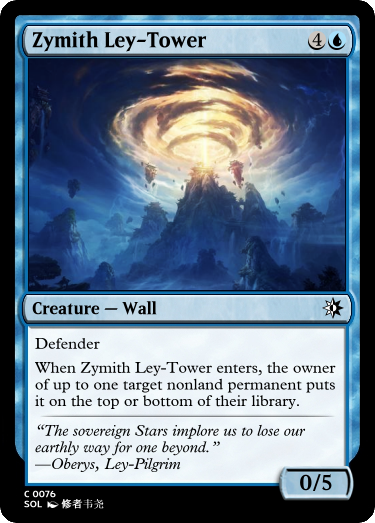 Zymith Ley-Tower 4
Creature — Wall
Defender
When Zymith Ley-Tower enters, the owner
of up to one target nonland permanent puts
it on the top or bottom of their library.
“The sovereign Stars implore us to lose our
earthly way for one beyond.”
—Oberys, Ley-Pilgrim
0/5
C 0076
SOL 修者韦尧